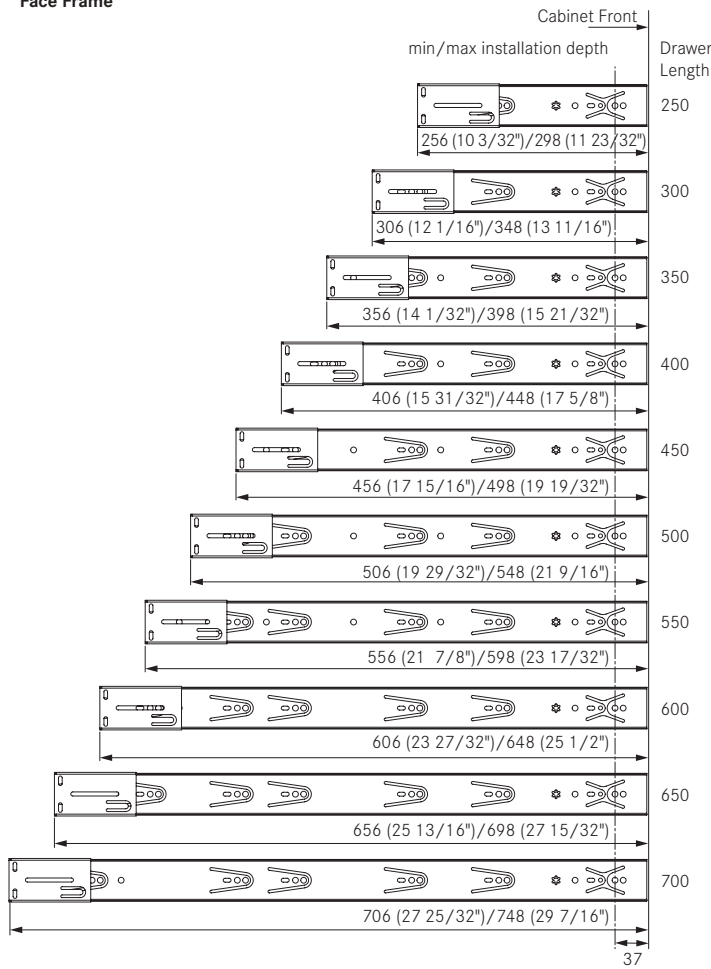 Face Frame
Cabinet Front
min/max installation depth
Drawer
Length
250
256 (10 3/32")/298 (11 23/32")
300
306 (12 1/16")/348 (13 11/16")
350
356 (14 1/32")/398 (15 21/32")
400
406 (15 31/32")/448 (17 5/8")
450
456 (17 15/16")/498 (19 19/32")
500
506 (19 29/32")/548 (21 9/16")
550
556 (21 7/8")/598 (23 17/32")
600
606 (23 27/32")/648 (25 1/2")
650
656 (25 13/16")/698 (27 15/32")
700
706 (27 25/32")/748 (29 7/16")
37